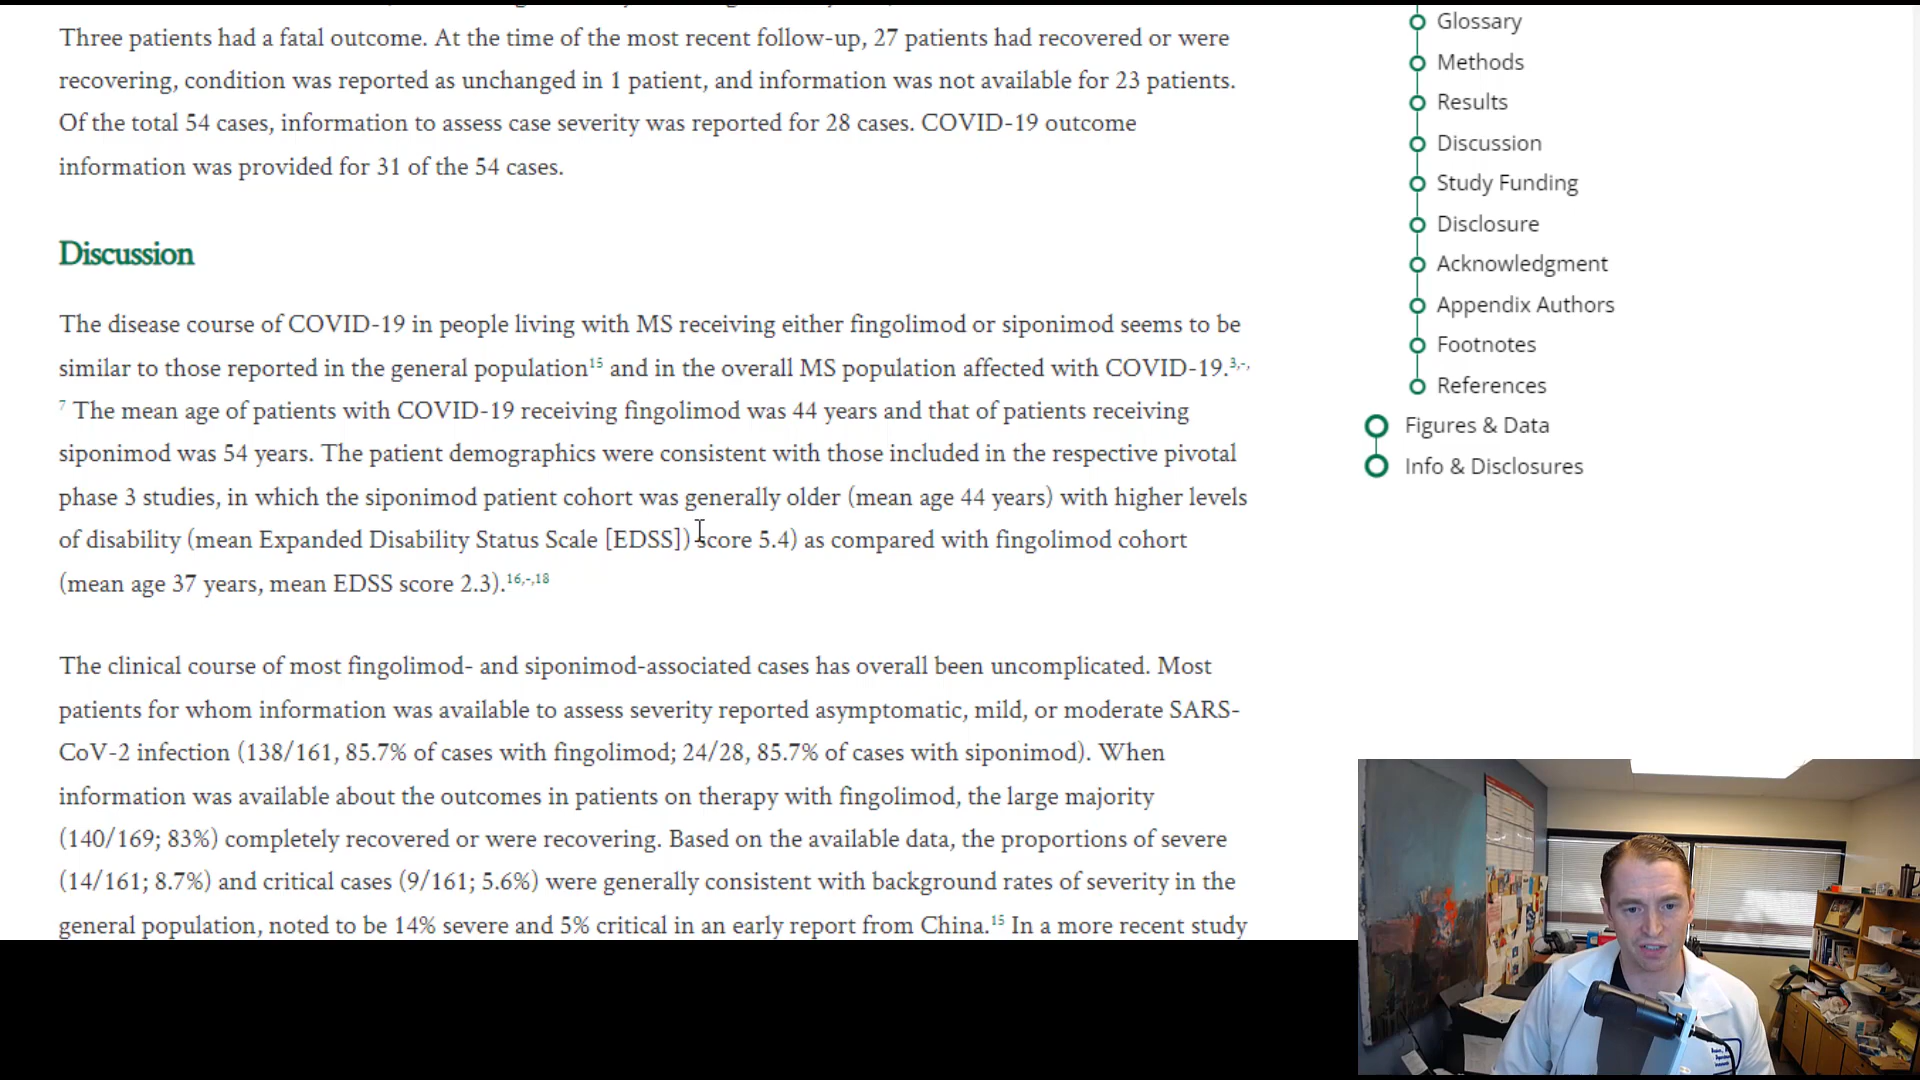 Three patients had a fatal outcome. At the time of the most recent follow-up, 27 patients had recovered or were
recovering, condition was reported as unchanged in 1 patient, and information was not available for 23 patients.
Of the total 54 cases, information to assess case severity was reported for 28 cases. COVID-19 outcome
information was provided for 31 of the 54 cases.
Discussion
The disease course of COVID-19 in people living with MS receiving either fingolimod or siponimod seems to be
similar to those reported in the general population15 and in the overall MS population affected with COVID-19.3,-,
7 The mean age of patients with COVID-19 receiving fingolimod was 44 years and that of patients receiving
siponimod was 54 years. The patient demographics were consistent with those included in the respective pivotal
phase 3 studies, in which the siponimod patient cohort was generally older (mean age 44 years) with higher levels
of disability (mean Expanded Disability Status Scale [EDSS]) score 5.4) as compared with fingolimod cohort
(mean age 37 years, mean EDSS score 2.3).16,-,18
The clinical course of most fingolimod- and siponimod-associated cases has overall been uncomplicated. Most
patients for whom information was available to assess severity reported asymptomatic, mild, or moderate SARS-
CoV-2 infection (138/161, 85.7% of cases with fingolimod; 24/28, 85.7% of cases with siponimod). When
information was available about the outcomes in patients on therapy with fingolimod, the large majority
(140/169; 83%) completely recovered or were recovering. Based on the available data, the proportions of severe
(14/161; 8.7%) and critical cases (9/161; 5.6%) were generally consistent with background rates of severity in the
general population, noted to be 14% severe and 5% critical in an early report from China.15 In a more recent study
Glossary
Methods
Results
Discussion
Study Funding
Disclosure
Acknowledgment
Appendix Authors
Footnotes
References
Figures & Data
Info & Disclosures